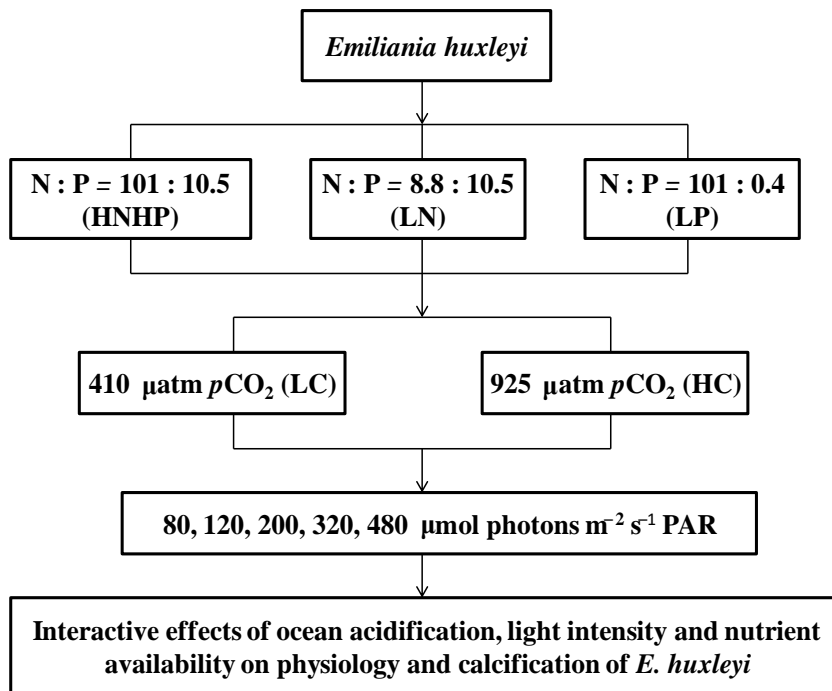 Emiliania huxleyi
N : P = 101 : 10.5
(HNHP)
N : P = 8.8 : 10.5
(LN)
N : P = 101 : 0.4
(LP)
410 μatm pCO₂ (LC)
925 μatm pCO₂ (HC)
80, 120, 200, 320, 480 μmol photons m⁻² s⁻¹ PAR
Interactive effects of ocean acidification, light intensity and nutrient
availability on physiology and calcification of E. huxleyi